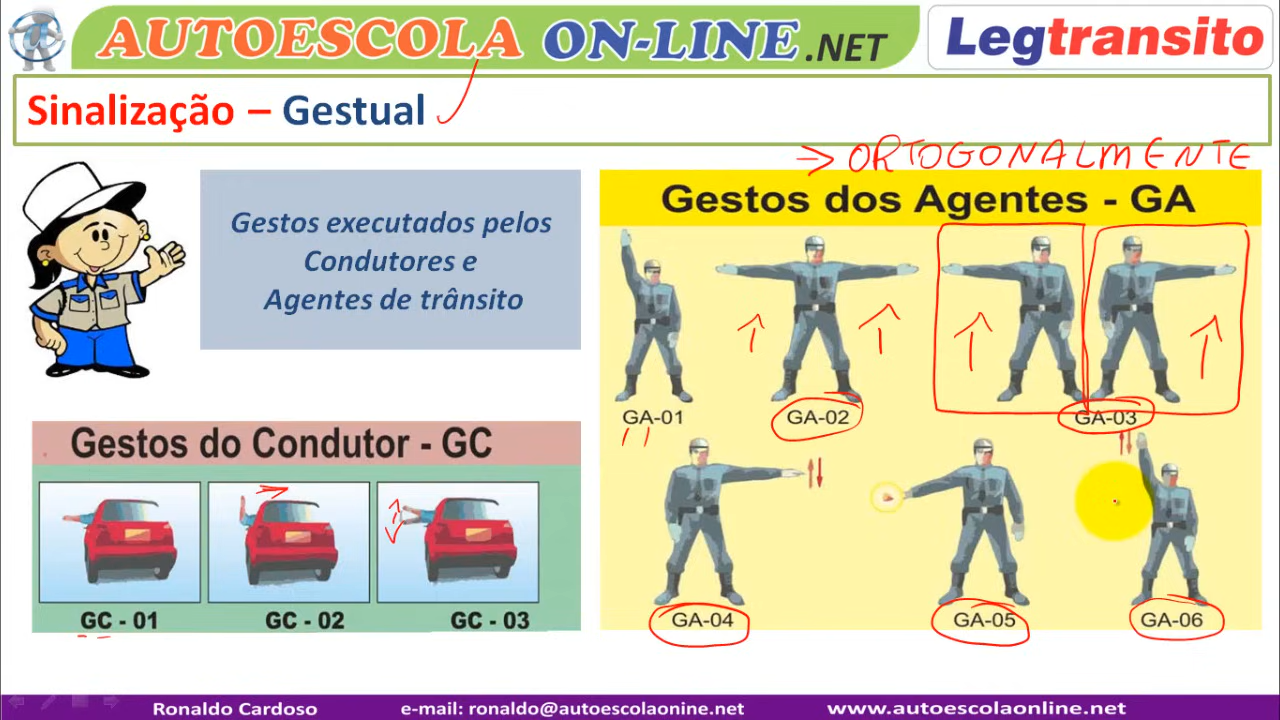 AUTOESCOLA ON-LINE .NET
Legtransito
Sinalização – Gestual
→ ORTOGONALMENTE
Gestos executados pelos
Condutores e
Agentes de trânsito
Gestos dos Agentes - GA
GA-01
GA-02
GA-03
Gestos do Condutor - GC
GC - 01
GC - 02
GC - 03
GA-04
GA-05
GA-06
Ronaldo Cardoso
e-mail: ronaldo@autoescolaonine.net
www.autoescolaonline.net